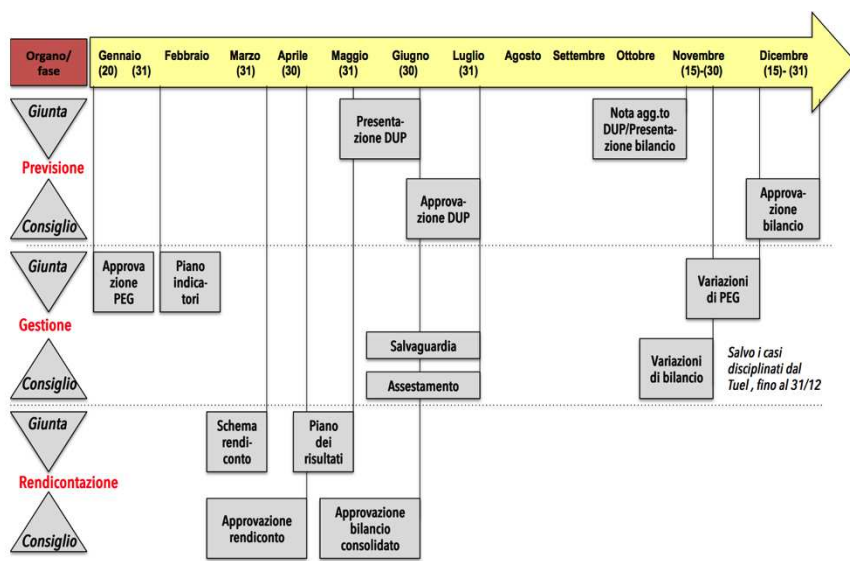 Organo/
fase
Gennaio
(20) (31)
Febbraio
Marzo
(31)
Aprile
(30)
Maggio
(31)
Giugno
(30)
Luglio
(31)
Agosto
Settembre
Ottobre
Novembre
(15)-(30)
Dicembre
(15)- (31)
Giunta
Previsione
Consiglio
Presenta-
zione DUP
Nota agg.to
DUP/Presenta-
zione bilancio
Approva-
zione DUP
Approva-
zione
bilancio
Giunta
Gestione
Consiglio
Approva
zione
PEG
Piano
indica-
tori
Variazioni
di PEG
Salvaguardia
Assestamento
Variazioni
di bilancio
Salvo i casi
disciplinati dal
Tuel , fino al 31/12
Giunta
Rendicontazione
Consiglio
Schema
rendi-
conto
Piano
dei
risultati
Approvazione
rendiconto
Approvazione
bilancio
consolidato